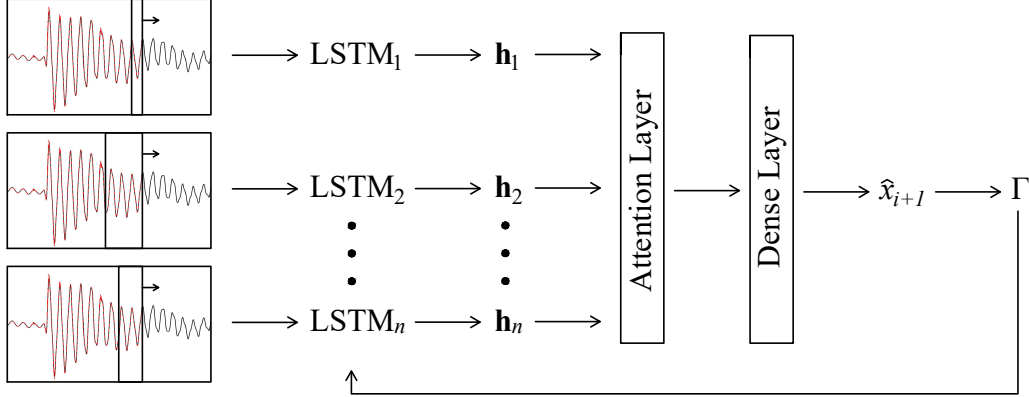 LSTM₁ h₁
LSTM₂ h₂
LSTMₙ hₙ
Attention Layer
Dense Layer
x̂ᵢ₊₁ Γ